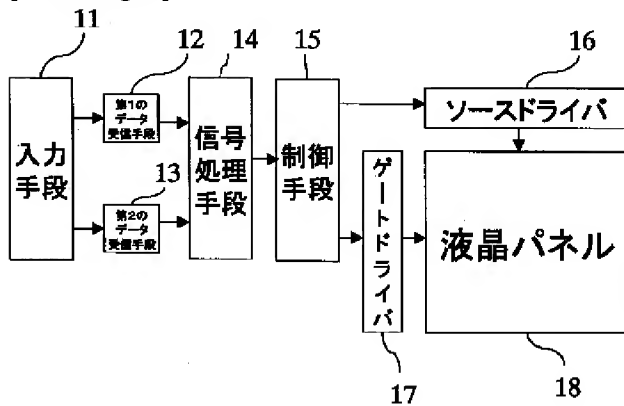 11
12
14
15
16
入力
手段
第1の
データ
受信手段
13
第2の
データ
受信手段
信号
処理
手段
制御
手段
ソースドライバ
ゲートドライバ
液晶パネル
17
18